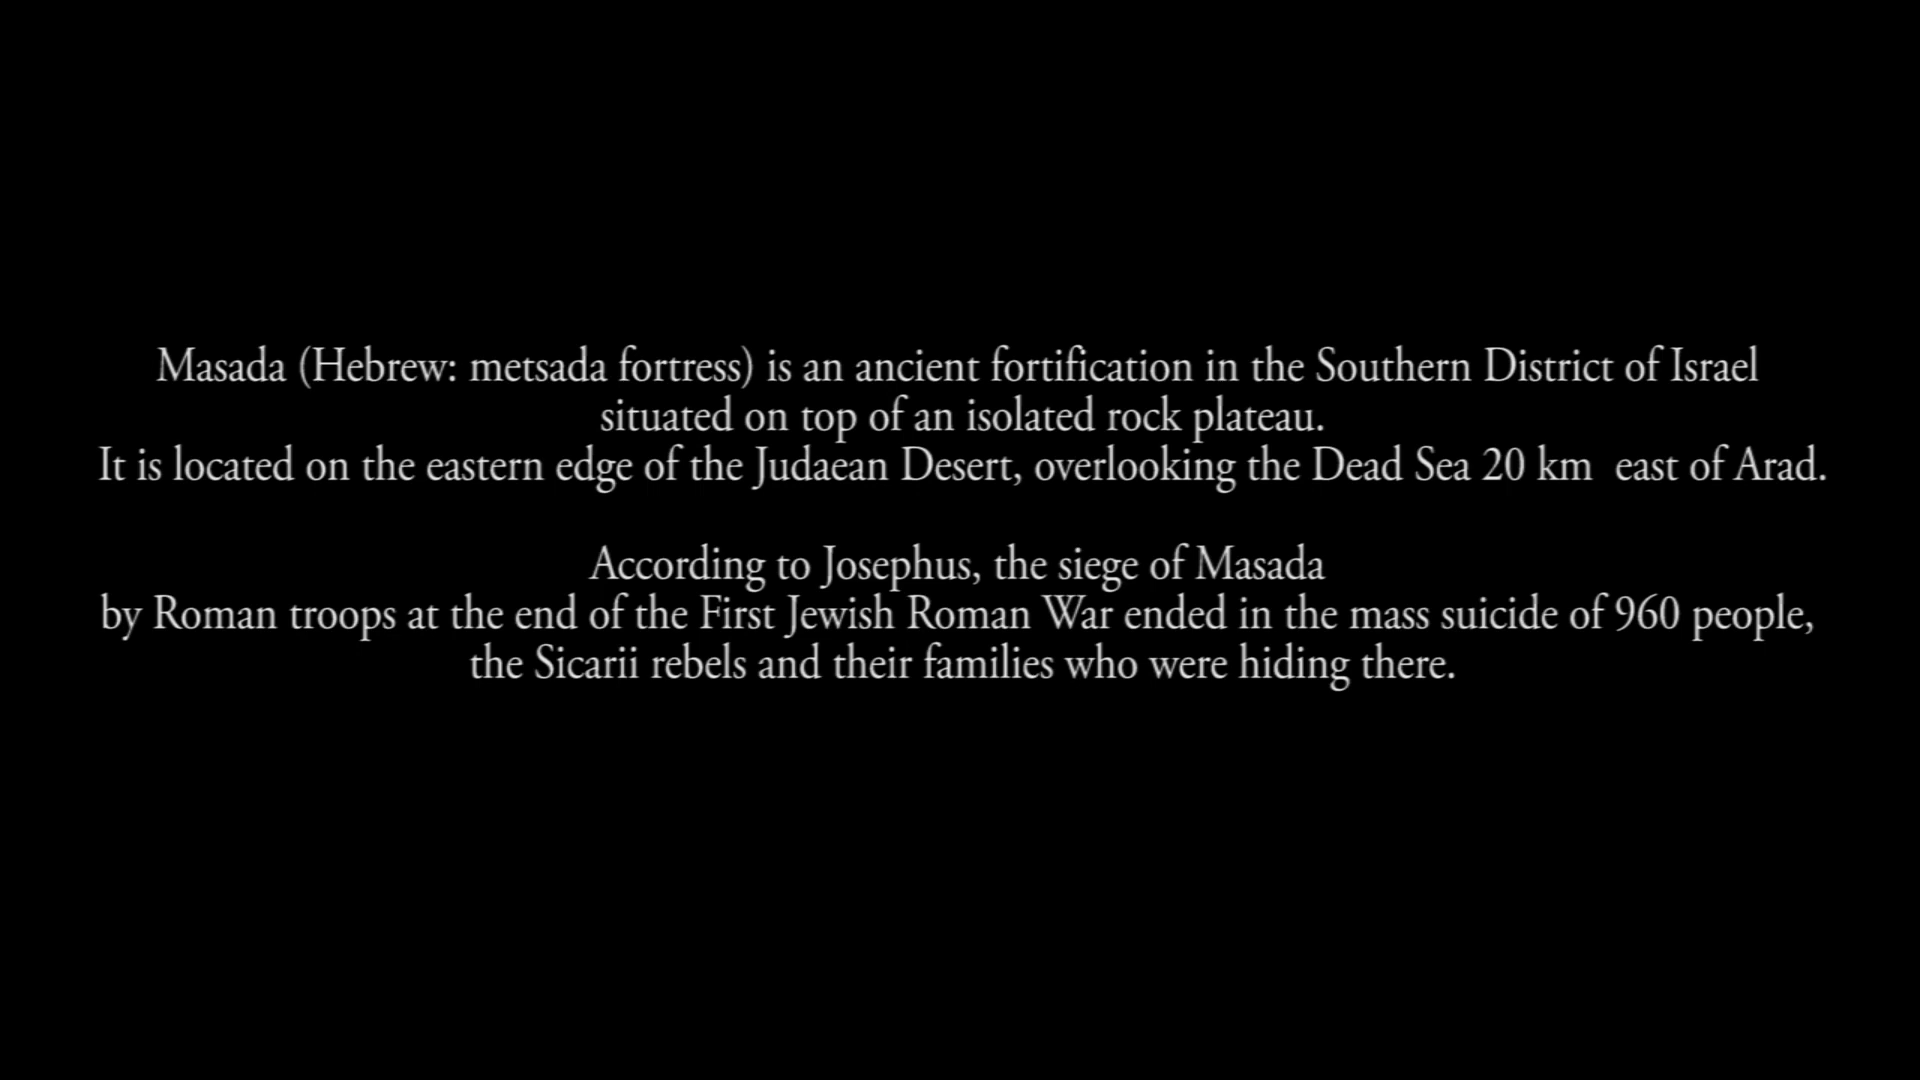 Masada (Hebrew: metsada fortress) is an ancient fortification in the Southern District of Israel
situated on top of an isolated rock plateau.
It is located on the eastern edge of the Judaean Desert, overlooking the Dead Sea 20 km  east of Arad.
According to Josephus, the siege of Masada
by Roman troops at the end of the First Jewish Roman War ended in the mass suicide of 960 people,
the Sicarii rebels and their families who were hiding there.